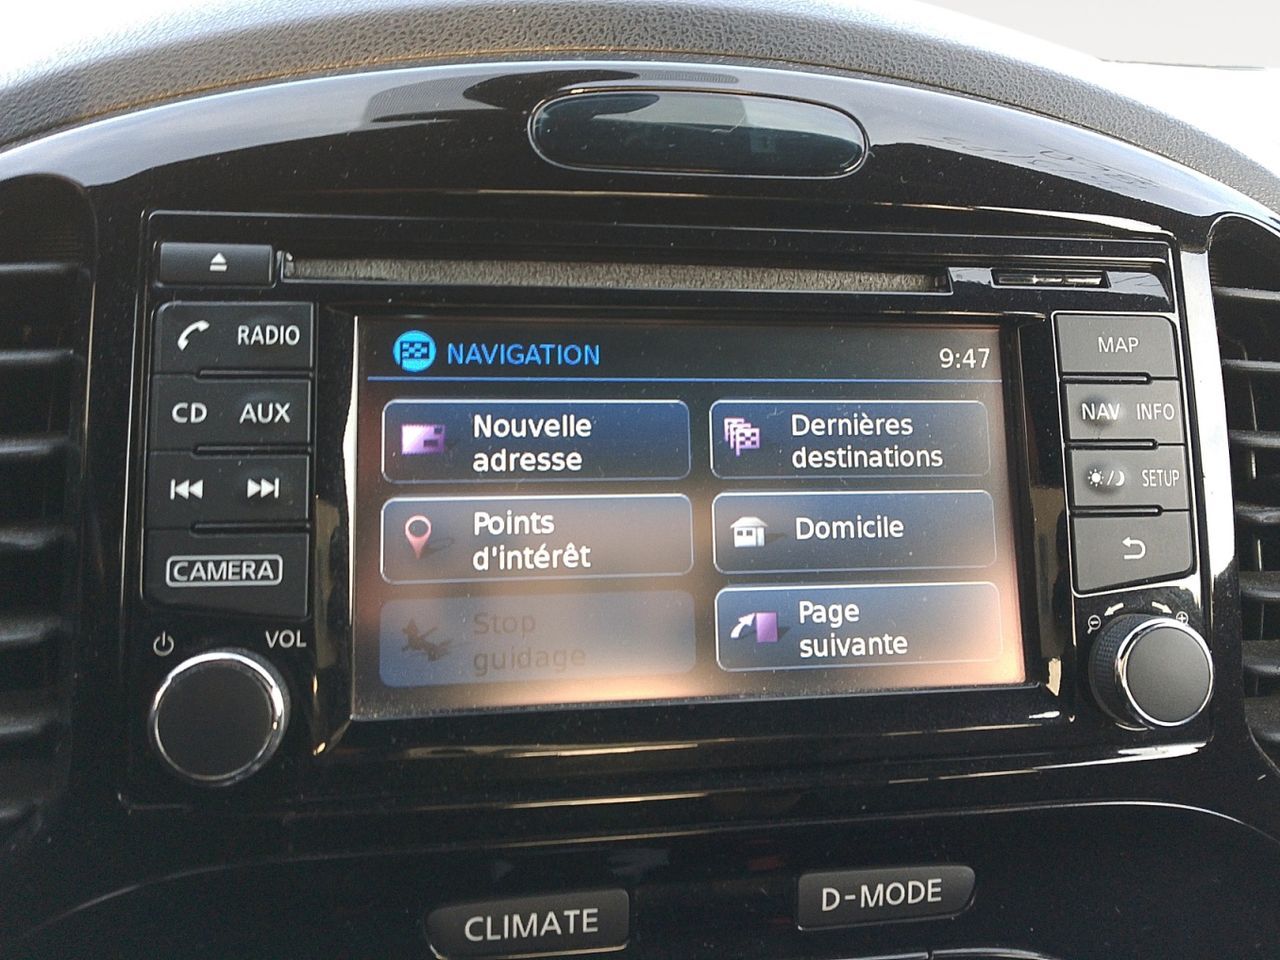 RADIO
CD AUX
CAMERA
VOL
NAVIGATION 9:47
Nouvelle
adresse
Dernières
destinations
Points
d'intérêt
Domicile
Stop
guidage
Page
suivante
MAP
NAV INFO
SETUP
CLIMATE
D-MODE